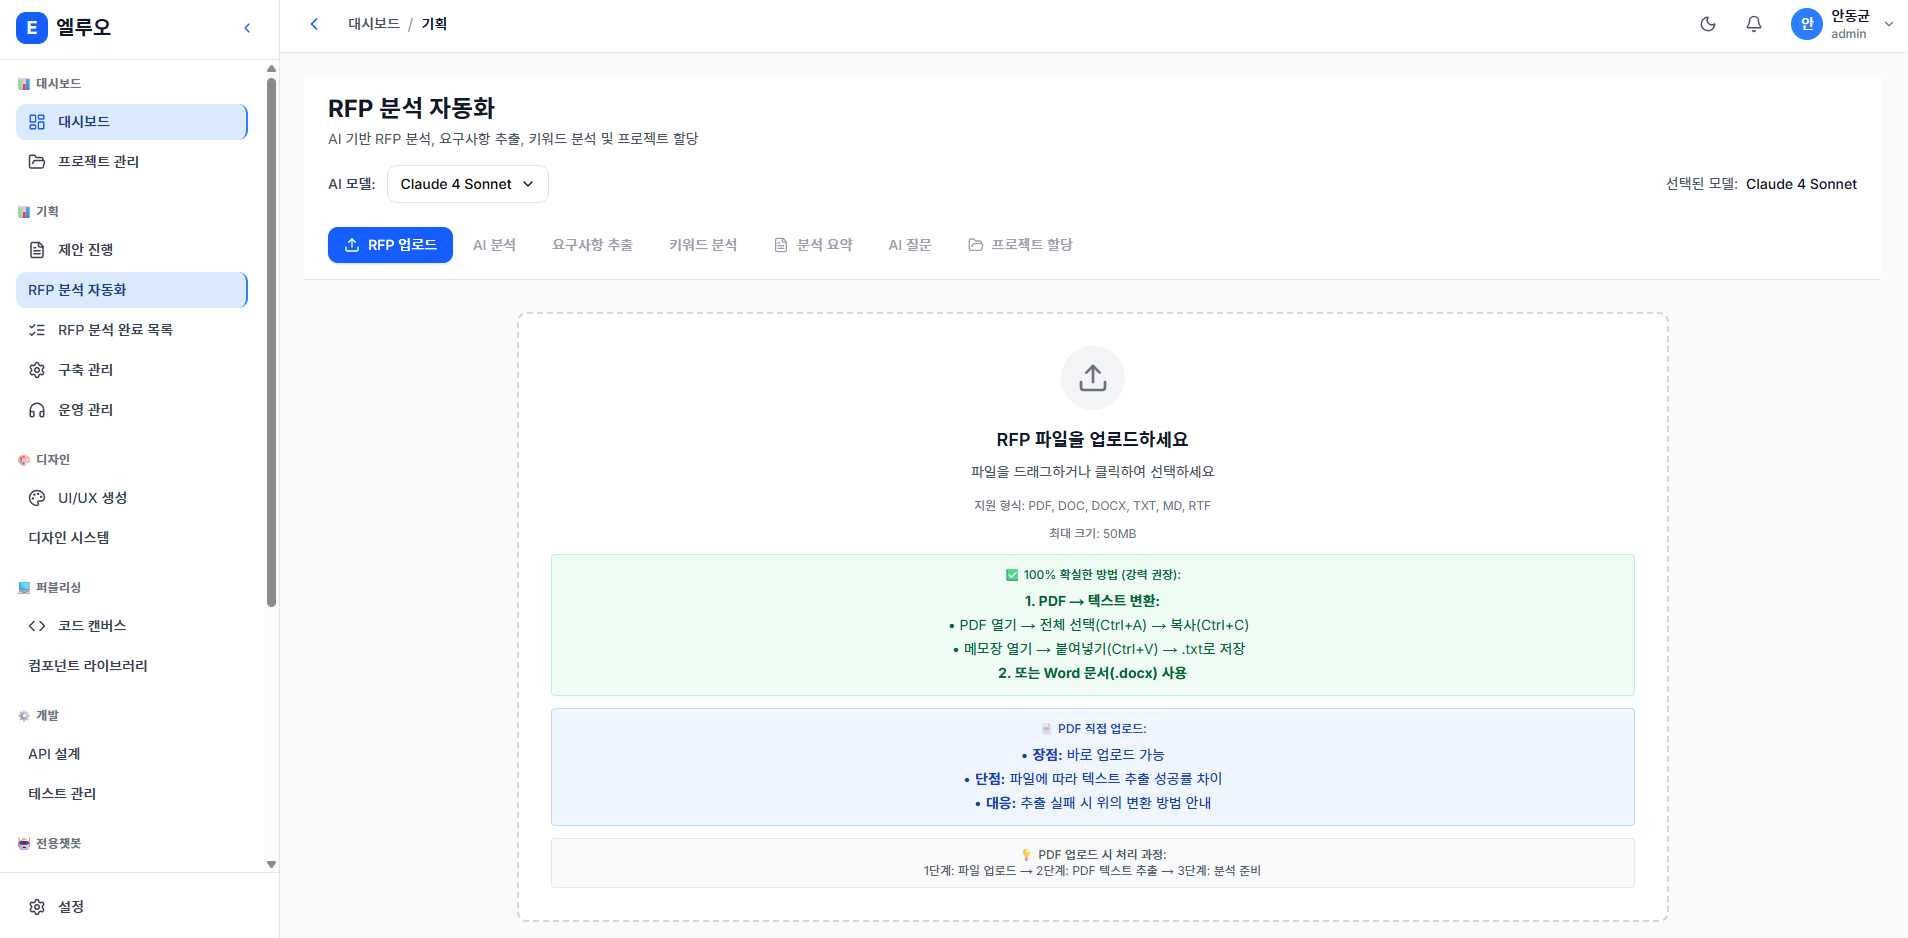 E 엘루오
대시보드 / 기획
안 안동균
admin
대시보드
대시보드
프로젝트 관리
기획
제안 진행
RFP 분석 자동화
RFP 분석 완료 목록
구축 관리
운영 관리
디자인
UI/UX 생성
디자인 시스템
퍼블리싱
코드 캔버스
컴포넌트 라이브러리
개발
API 설계
테스트 관리
전용챗봇
설정
RFP 분석 자동화
AI 기반 RFP 분석, 요구사항 추출, 키워드 분석 및 프로젝트 할당
AI 모델: Claude 4 Sonnet
선택된 모델: Claude 4 Sonnet
RFP 업로드 AI 분석 요구사항 추출 키워드 분석 분석 요약 AI 질문 프로젝트 할당
RFP 파일을 업로드하세요
파일을 드래그하거나 클릭하여 선택하세요
지원 형식: PDF, DOC, DOCX, TXT, MD, RTF
최대 크기: 50MB
✅ 100% 확실한 방법 (강력 권장):
1. PDF → 텍스트 변환:
• PDF 열기 → 전체 선택(Ctrl+A) → 복사(Ctrl+C)
• 메모장 열기 → 붙여넣기(Ctrl+V) → .txt로 저장
2. 또는 Word 문서(.docx) 사용
PDF 직접 업로드:
• 장점: 바로 업로드 가능
• 단점: 파일에 따라 텍스트 추출 성공률 차이
• 대응: 추출 실패 시 위의 변환 방법 안내
💡 PDF 업로드 시 처리 과정:
1단계: 파일 업로드 → 2단계: PDF 텍스트 추출 → 3단계: 분석 준비